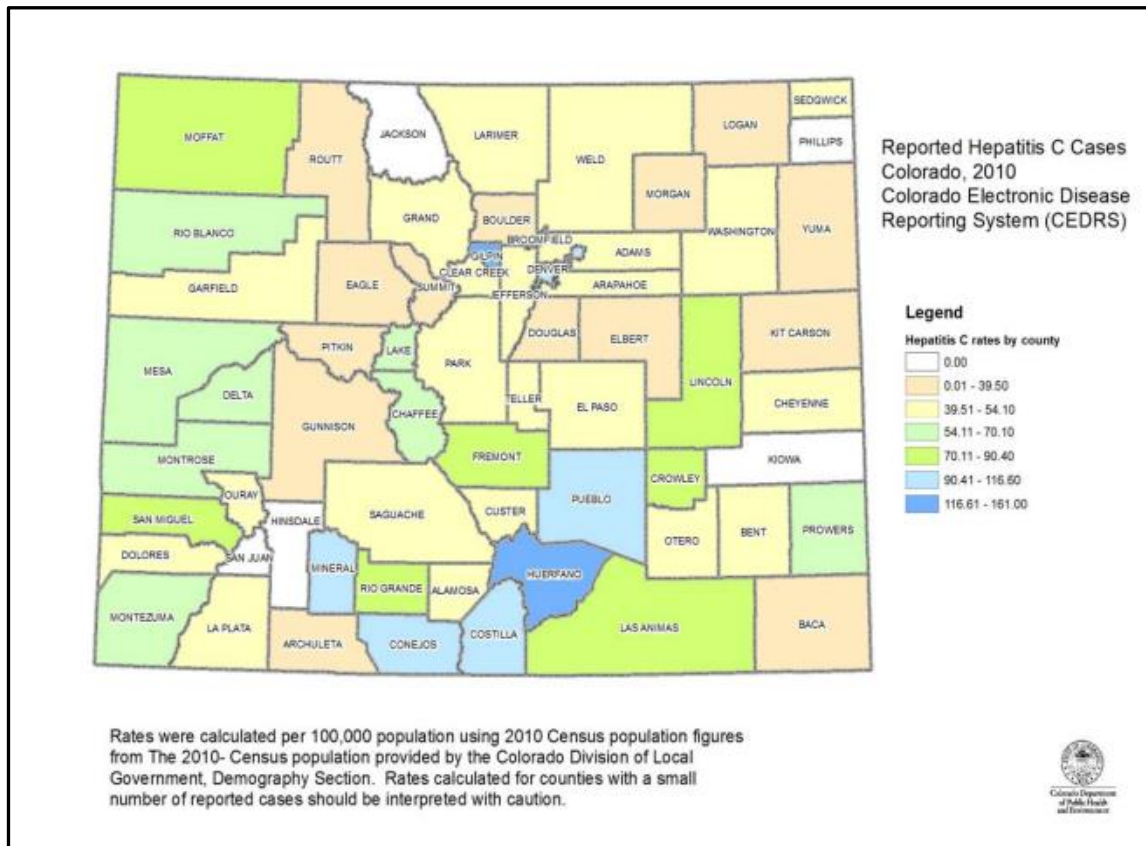 SEDGWICK
LOGAN
JACKSON
LARIMER
MOFFAT
PHILLIPS
WELD
ROUTT
MORGAN
GRAND
BOULDER
YUMA
WASHINGTON
RIO BLANCO
BROOMFIELD
GILPIN
ADAMS
CLEAR CREEK
DENVER
GARFIELD
EAGLE
SUMMIT
ARAPAHOE
JEFFERSON
DOUGLAS
ELBERT
KIT CARSON
PITKIN
LAKE
PARK
MESA
LINCOLN
DELTA
TELLER
EL PASO
CHEYENNE
CHAFFEE
GUNNISON
MONTROSE
FREMONT
KIOWA
CROWLEY
OURAY
PUEBLO
SAN MIGUEL
HINSDALE
SAGUACHE
CUSTER
BENT
PROWERS
OTERO
DOLORES
SAN JUAN
MINERAL
HUERFANO
RIO GRANDE
ALAMOSA
MONTEZUMA
LA PLATA
COSTILLA
LAS ANIMAS
BACA
ARCHULETA
CONEJOS
Reported Hepatitis C Cases
Colorado, 2010
Colorado Electronic Disease
Reporting System (CEDRS)
Legend
Hepatitis C rates by county
0.00
0.01 - 39.50
39.51 - 54.10
54.11 - 70.10
70.11 - 90.40
90.41 - 116.60
116.61 - 161.00
Rates were calculated per 100,000 population using 2010 Census population figures
from The 2010- Census population provided by the Colorado Division of Local
Government, Demography Section. Rates calculated for counties with a small
number of reported cases should be interpreted with caution.
Colorado Department
of Public Health
and Environment